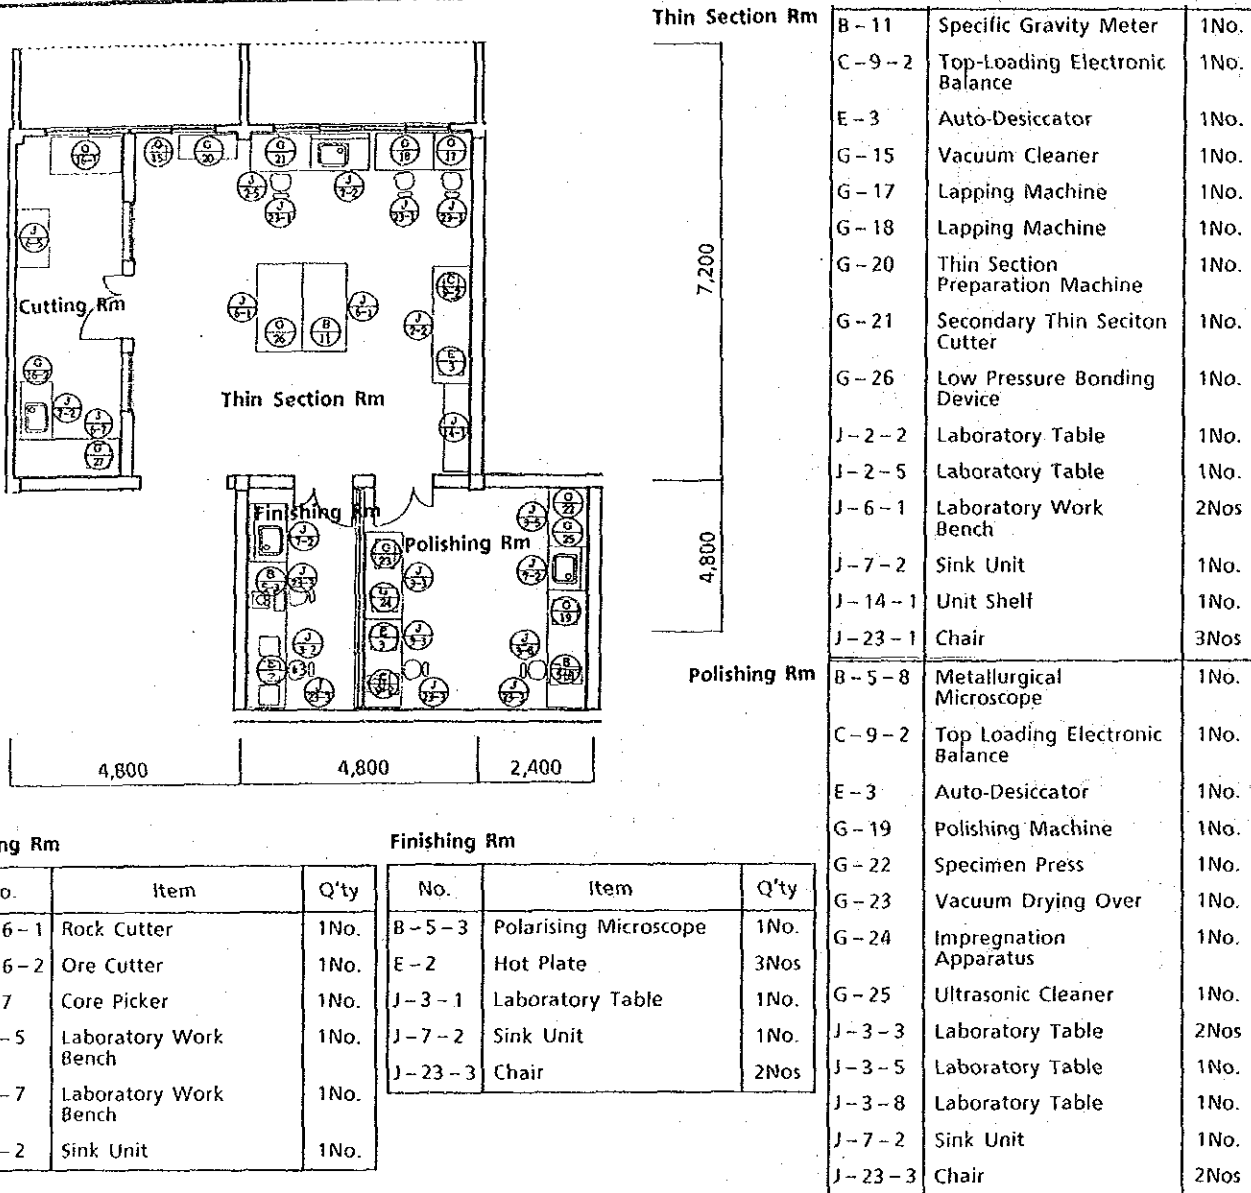 Thin Section Rm
B-11 Specific Gravity Meter 1No.
C-9-2 Top-Loading Electronic 1No.
Balance
E-3 Auto-Desiccator 1No.
G-15 Vacuum Cleaner 1No.
G-17 Lapping Machine 1No.
G-18 Lapping Machine 1No.
G-20 Thin Section 1No.
Preparation Machine
G-21 Secondary Thin Seciton 1No.
Cutter
G-26 Low Pressure Bonding 1No.
Device
J-2-2 Laboratory Table 1No.
J-2-5 Laboratory Table 1No.
J-6-1 Laboratory Work 2Nos
Bench
J-7-2 Sink Unit 1No.
J-14-1 Unit Shelf 1No.
J-23-1 Chair 3Nos
Polishing Rm
B-5-8 Metallurgical 1No.
Microscope
C-9-2 Top Loading Electronic 1No.
Balance
E-3 Auto-Desiccator 1No.
G-19 Polishing Machine 1No.
G-22 Specimen Press 1No.
G-23 Vacuum Drying Over 1No.
G-24 Impregnation 1No.
Apparatus
G-25 Ultrasonic Cleaner 1No.
J-3-3 Laboratory Table 2Nos
J-3-5 Laboratory Table 1No.
J-3-8 Laboratory Table 1No.
J-7-2 Sink Unit 1No.
J-23-3 Chair 2Nos
Cutting Rm
Thin Section Rm
Finishing Rm
Polishing Rm
7,200
4,800
4,800
4,800
2,400
ng Rm
o. Item Q'ty
6-1 Rock Cutter 1No.
6-2 Ore Cutter 1No.
7 Core Picker 1No.
-5 Laboratory Work 1No.
Bench
-7 Laboratory Work 1No.
Bench
-2 Sink Unit 1No.
Finishing Rm
No. Item Q'ty
B-5-3 Polarising Microscope 1No.
E-2 Hot Plate 3Nos
J-3-1 Laboratory Table 1No.
J-7-2 Sink Unit 1No.
J-23-3 Chair 2Nos